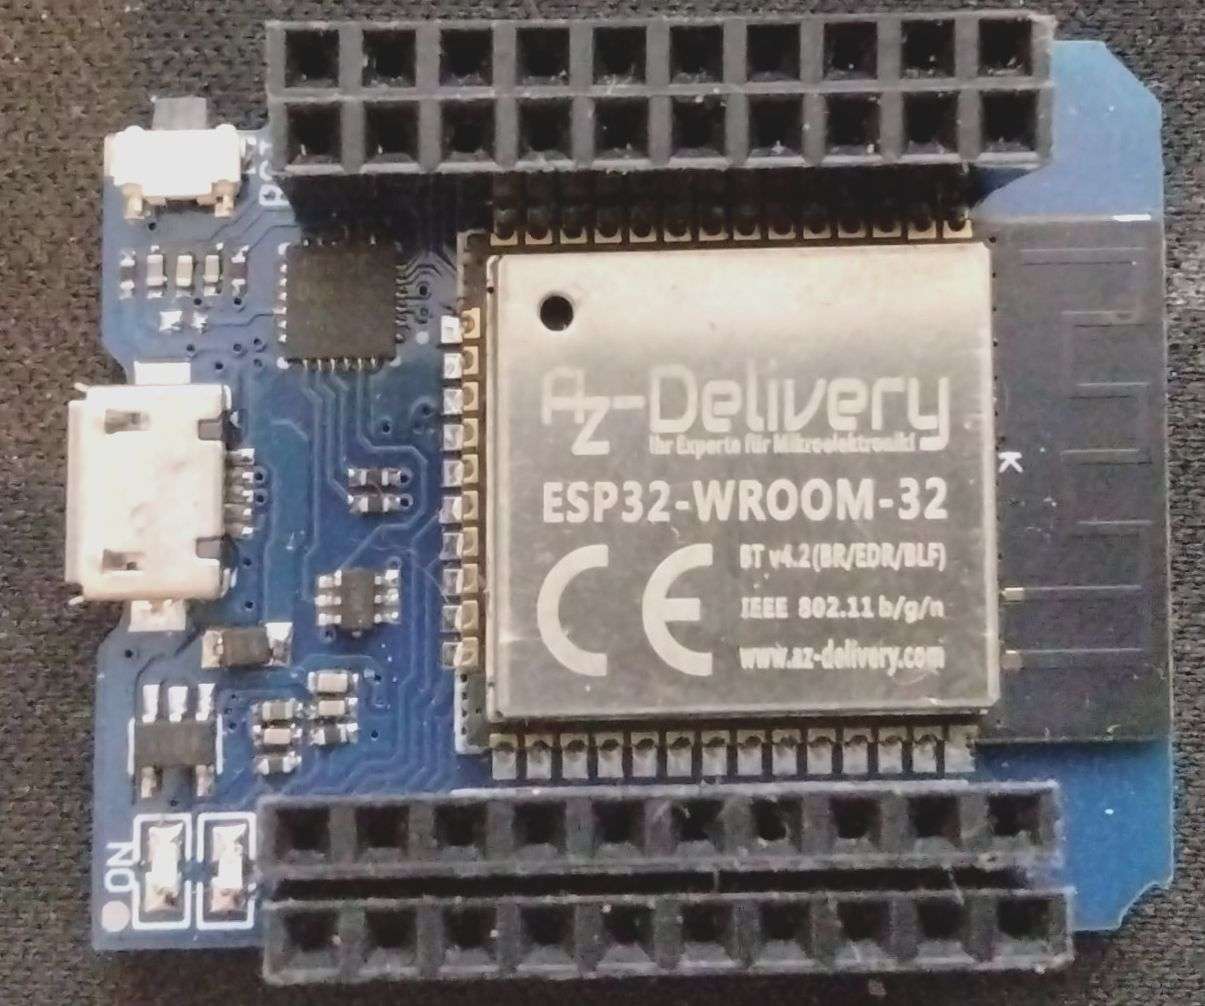 RST
Az-Delivery
Ihr Experte für Mikroelektronik!
ESP32-WROOM-32
CE
BT v4.2(BR/EDR/BLE)
IEEE 802.11 b/g/n
www.az-delivery.com
K
ON